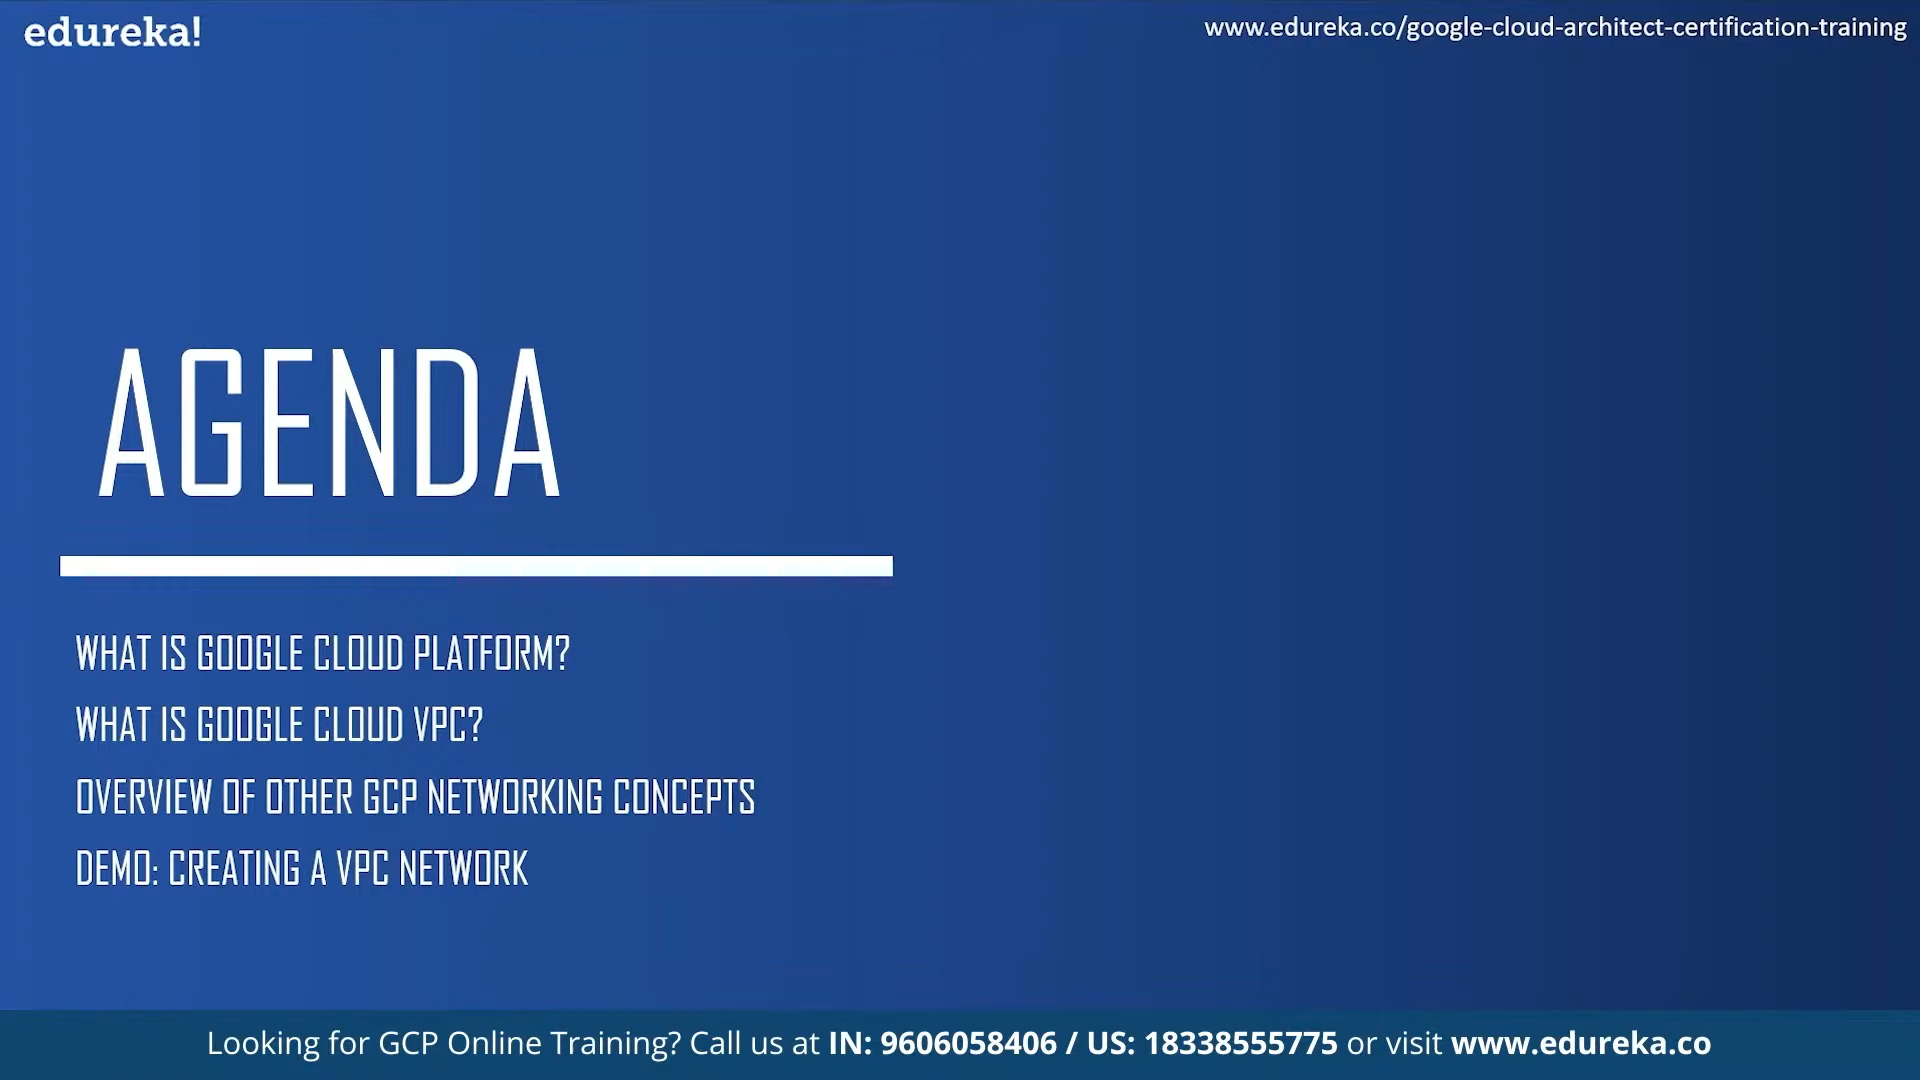 edureka!
www.edureka.co/google-cloud-architect-certification-training
AGENDA
WHAT IS GOOGLE CLOUD PLATFORM?
WHAT IS GOOGLE CLOUD VPC?
OVERVIEW OF OTHER GCP NETWORKING CONCEPTS
DEMO: CREATING A VPC NETWORK
Looking for GCP Online Training? Call us at IN: 9606058406 / US: 18338555775 or visit www.edureka.co